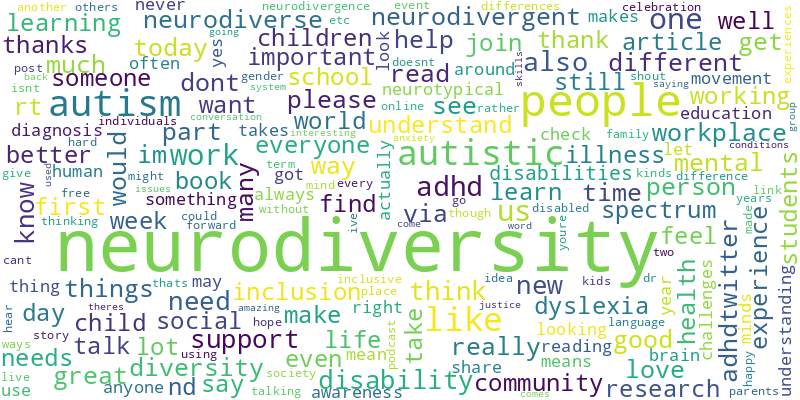 another others
never
neurodivergence event differences
celebration
learning neurodiverse etc neurodivergent makes one well
thanks today yes children help join thank article get
experiences
much often important look doesnt also different
post going
isnt back gender school read around shout movement
someone dont neurotypical still working
system skills saying
autism want please see online rather people education
rt world understand check workplace group
diagnosis individuals part takes conversation
hard would everyone autistic illness family let
better im work interesting disabilities mental
give human term way anxiety kinds difference conditions
used might book got actually adhd learn time person link
know issues mind every many find go disabled years
first free something always via us spectrum students
thinking week could without though feel
forward ive come word youre made
cant neurodiversity two
thing things thats may inclusion think new idea kids dr health
theres amazing place inclusive justice year minds
hear day need hope make right take like dyslexia challenges adhdtwitter experience
child social language looking good
ways story support life podcast really reading brain happy understanding
needs talk lot using even mean share means love
live great diversity society disability community research
use anyone nd say talking awareness comes parents